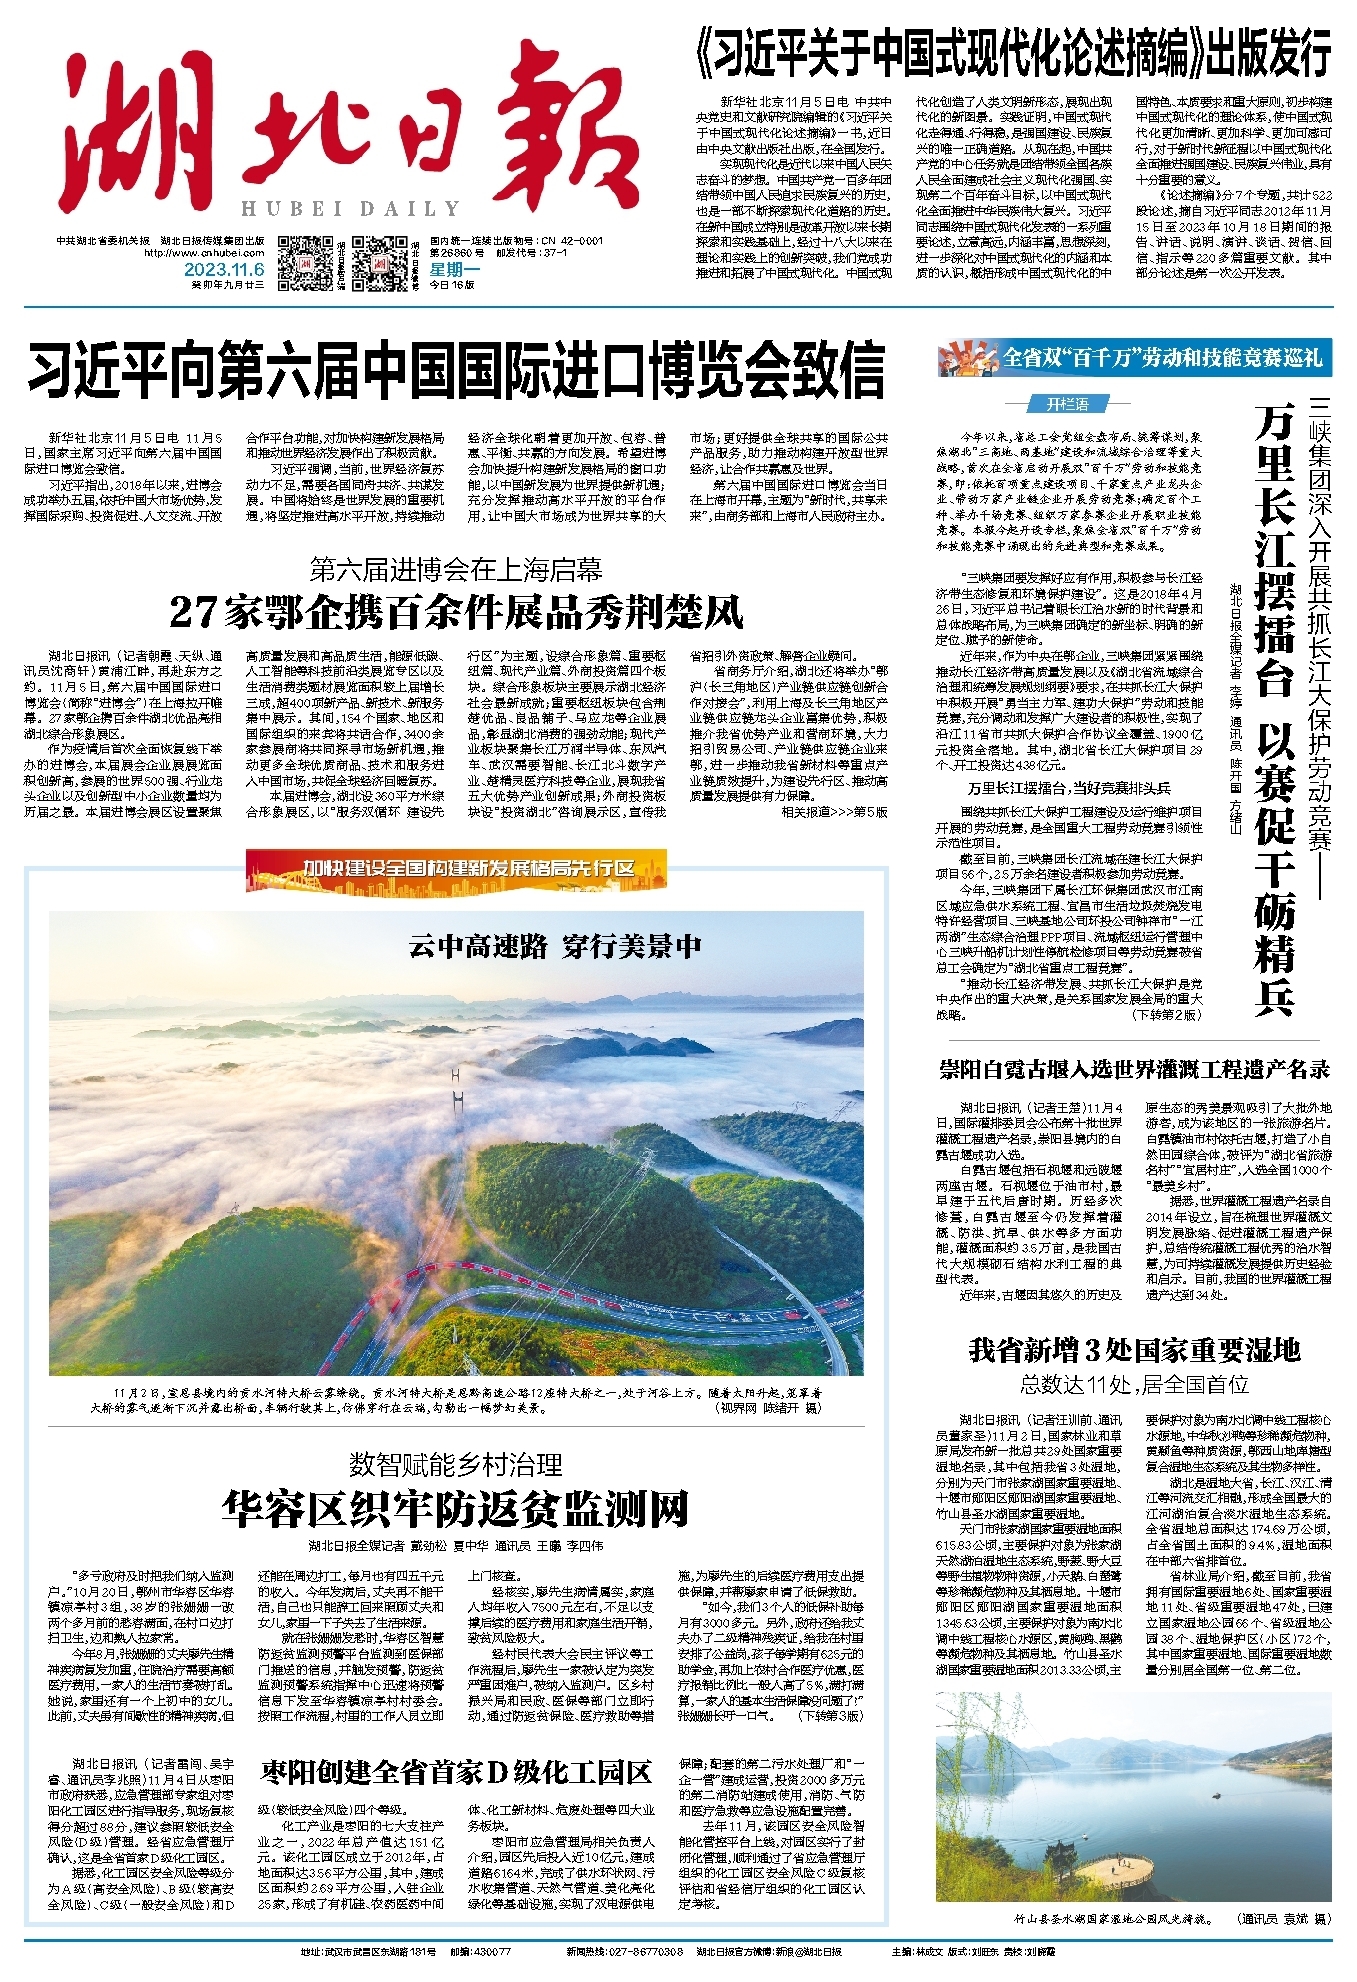 湖北日报
HUBEI DAILY
中共湖北省委机关报 湖北日报传媒集团出版
http://www.cnhubei.com
2023.11.6
癸卯年九月廿三
国内统一连续出版物号：CN 42-0001
第26860号 邮发代号：37-1
星期一
今日16版
《习近平关于中国式现代化论述摘编》出版发行
新华社北京11月5日电 中共中
央党史和文献研究院编辑的《习近平关
于中国式现代化论述摘编》一书，近日
由中央文献出版社出版，在全国发行。
实现现代化是近代以来中国人民矢
志奋斗的梦想。中国共产党一百多年团
结带领中国人民追求民族复兴的历史，
也是一部不断探索现代化道路的历史。
在新中国成立特别是改革开放以来长期
探索和实践基础上，经过十八大以来在
理论和实践上的创新突破，我们党成功
推进和拓展了中国式现代化。中国式现
代化创造了人类文明新形态，展现出现
代化的新图景。实践证明，中国式现代
化走得通、行得稳，是强国建设、民族复
兴的唯一正确道路。从现在起，中国共
产党的中心任务就是团结带领全国各族
人民全面建成社会主义现代化强国、实
现第二个百年奋斗目标，以中国式现代
化全面推进中华民族伟大复兴。习近平
同志围绕中国式现代化发表的一系列重
要论述，立意高远，内涵丰富，思想深刻，
进一步深化对中国式现代化的内涵和本
质的认识，概括形成中国式现代化的中
国特色、本质要求和重大原则，初步构建
中国式现代化的理论体系，使中国式现
代化更加清晰、更加科学、更加可感可
行，对于新时代新征程以中国式现代化
全面推进强国建设、民族复兴伟业，具有
十分重要的意义。
《论述摘编》分7个专题，共计522
段论述，摘自习近平同志2012年11月
15日至2023年10月18日期间的报
告、讲话、说明、演讲、谈话、贺信、回
信、指示等220多篇重要文献。其中
部分论述是第一次公开发表。
习近平向第六届中国国际进口博览会致信
新华社北京11月5日电 11月5
日，国家主席习近平向第六届中国国
际进口博览会致信。
习近平指出，2018年以来，进博会
成功举办五届，依托中国大市场优势，发
挥国际采购、投资促进、人文交流、开放
合作平台功能，对加快构建新发展格局
和推动世界经济发展作出了积极贡献。
习近平强调，当前，世界经济复苏
动力不足，需要各国同舟共济、共谋发
展。中国将始终是世界发展的重要机
遇，将坚定推进高水平开放，持续推动
经济全球化朝着更加开放、包容、普
惠、平衡、共赢的方向发展。希望进博
会加快提升构建新发展格局的窗口功
能，以中国新发展为世界提供新机遇；
充分发挥推动高水平开放的平台作
用，让中国大市场成为世界共享的大
市场；更好提供全球共享的国际公共
产品服务，助力推动构建开放型世界
经济，让合作共赢惠及世界。
第六届中国国际进口博览会当日
在上海市开幕，主题为“新时代，共享未
来”，由商务部和上海市人民政府主办。
第六届进博会在上海启幕
27家鄂企携百余件展品秀荆楚风
湖北日报讯（记者朝霞、天纵、通
讯员沈商轩）黄浦江畔，再赴东方之
约。11月5日，第六届中国国际进口
博览会（简称“进博会”）在上海拉开帷
幕。27家鄂企携百余件湖北优品亮相
湖北综合形象展区。
作为疫情后首次全面恢复线下举
办的进博会，本届展会企业展展览面
积创新高，参展的世界500强、行业龙
头企业以及创新型中小企业数量均为
历届之最。本届进博会展区设置聚焦
高质量发展和高品质生活，能源低碳、
人工智能等科技前沿类展览专区以及
生活消费类题材展览面积较上届增长
三成，超400项新产品、新技术、新服务
集中展示。其间，154个国家、地区和
国际组织的来宾将共话合作，3400余
家参展商将共同探寻市场新机遇，推
动更多全球优质商品、技术和服务进
入中国市场，共促全球经济回暖复苏。
本届进博会，湖北设360平方米综
合形象展区，以“服务双循环 建设先
行区”为主题，设综合形象篇、重要枢
纽篇、现代产业篇、外商投资篇四个板
块。综合形象板块主要展示湖北经济
社会最新成就；重要枢纽板块包含荆
楚优品、良品铺子、马应龙等企业展
品，彰显湖北消费的强劲动能；现代产
业板块聚集长江万润半导体、东风汽
车、武汉需要智能、长江北斗数字产
业、楚精灵医疗科技等企业，展现我省
五大优势产业创新成果；外商投资板
块设“投资湖北”咨询展示区，宣传我
省招引外资政策、解答企业疑问。
省商务厅介绍，湖北还将举办“鄂
沪（长三角地区）产业链供应链创新合
作对接会”，利用上海及长三角地区产
业链供应链龙头企业富集优势，积极
推介我省优势产业和营商环境，大力
招引贸易公司、产业链供应链企业来
鄂，进一步推动我省新材料等重点产
业链质效提升，为建设先行区、推动高
质量发展提供有力保障。
相关报道>>>第5版
全省双“百千万”劳动和技能竞赛巡礼
开栏语
今年以来，省总工会党组全盘布局、统筹谋划，聚
焦湖北“三高地、两基地”建设和流域综合治理等重大
战略，首次在全省启动开展双“百千万”劳动和技能竞
赛，即：依托百项重点建设项目、千家重点产业龙头企
业、带动万家产业链企业开展劳动竞赛；确定百个工
种、举办千场竞赛、组织万家参赛企业开展职业技能
竞赛。本报今起开设专栏，聚焦全省双“百千万”劳动
和技能竞赛中涌现出的先进典型和竞赛成果。
三峡集团深入开展共抓长江大保护劳动竞赛——
万里长江摆擂台 以赛促干砺精兵
湖北日报全媒记者 李婷 通讯员 陈开国 方绪山
“三峡集团要发挥好应有作用，积极参与长江经
济带生态修复和环境保护建设”。这是2018年4月
26日，习近平总书记着眼长江治水新的时代背景和
总体战略布局，为三峡集团确定的新坐标、明确的新
定位、赋予的新使命。
近年来，作为中央在鄂企业，三峡集团紧紧围绕
推动长江经济带高质量发展以及《湖北省流域综合
治理和统筹发展规划纲要》要求，在共抓长江大保护
中积极开展“勇当主力军、建功大保护”劳动和技能
竞赛，充分调动和发挥广大建设者的积极性，实现了
沿江11省市共抓大保护合作协议全覆盖、1900亿
元投资全落地。其中，湖北省长江大保护项目29
个、开工投资达438亿元。
万里长江摆擂台，当好竞赛排头兵
围绕共抓长江大保护工程建设及运行维护项目
开展的劳动竞赛，是全国重大工程劳动竞赛引领性
示范性项目。
截至目前，三峡集团长江流域在建长江大保护
项目56个，2.5万余名建设者积极参加劳动竞赛。
今年，三峡集团下属长江环保集团武汉市江南
区域应急供水系统工程、宜昌市生活垃圾焚烧发电
特许经营项目、三峡基地公司环投公司钟祥市“一江
两湖”生态综合治理PPP项目、流域枢纽运行管理中
心三峡升船机计划性停航检修项目等劳动竞赛被省
总工会确定为“湖北省重点工程竞赛”。
“推动长江经济带发展、共抓长江大保护是党
中央作出的重大决策，是关系国家发展全局的重大
战略。 （下转第2版）
加快建设全国构建新发展格局先行区
云中高速路 穿行美景中
11月2日，宣恩县境内的贡水河特大桥云雾缭绕。贡水河特大桥是恩黔高速公路12座特大桥之一，处于河谷上方。随着太阳升起，笼罩着
大桥的雾气逐渐下沉并露出桥面，车辆行驶其上，仿佛穿行在云端，勾勒出一幅梦幻美景。 （视界网 陈绪开 摄）
崇阳白霓古堰入选世界灌溉工程遗产名录
湖北日报讯（记者王楚）11月4
日，国际灌排委员会公布第十批世界
灌溉工程遗产名录，崇阳县境内的白
霓古堰成功入选。
白霓古堰包括石枧堰和远陂堰
两座古堰。石枧堰位于油市村，最
早建于五代后唐时期。历经多次
修葺，白霓古堰至今仍发挥着灌
溉、防洪、抗旱、供水等多方面功
能，灌溉面积约3.5万亩，是我国古
代大规模砌石结构水利工程的典
型代表。
近年来，古堰因其悠久的历史及
原生态的秀美景观吸引了大批外地
游客，成为该地区的一张旅游名片。
白霓镇油市村依托古堰，打造了小自
然田园综合体，被评为“湖北省旅游
名村”“宜居村庄”，入选全国1000个
“最美乡村”。
据悉，世界灌溉工程遗产名录自
2014年设立，旨在梳理世界灌溉文
明发展脉络、促进灌溉工程遗产保
护，总结传统灌溉工程优秀的治水智
慧，为可持续灌溉发展提供历史经验
和启示。目前，我国的世界灌溉工程
遗产达到34处。
我省新增3处国家重要湿地
总数达11处，居全国首位
湖北日报讯（记者汪训前、通讯
员董家圣）11月2日，国家林业和草
原局发布新一批总共29处国家重要
湿地名录，其中包括我省3处湿地，
分别为天门市张家湖国家重要湿地、
十堰市郧阳区郧阳湖国家重要湿地、
竹山县圣水湖国家重要湿地。
天门市张家湖国家重要湿地面积
615.83公顷，主要保护对象为张家湖
天然湖泊湿地生态系统，野菱、野大豆
等野生植物物种资源，小天鹅、白琵鹭
等珍稀濒危物种及其栖息地。十堰市
郧阳区郧阳湖国家重要湿地面积
1345.63公顷，主要保护对象为南水北
调中线工程核心水源区，黄胸鹀、黑鹳
等濒危物种及其栖息地。竹山县圣水
湖国家重要湿地面积2013.33公顷，主
要保护对象为南水北调中线工程核心
水源地，中华秋沙鸭等珍稀濒危物种，
黄颡鱼等种质资源，鄂西山地库塘型
复合湿地生态系统及其生物多样性。
湖北是湿地大省，长江、汉江、清
江等河流交汇相融，形成全国最大的
江河湖泊复合淡水湿地生态系统。
全省湿地总面积达174.69万公顷，
占全省国土面积的9.4%，湿地面积
在中部六省排首位。
省林业局介绍，截至目前，我省
拥有国际重要湿地6处、国家重要湿
地11处、省级重要湿地47处，已建
立国家湿地公园66个、省级湿地公
园38个、湿地保护区（小区）72个，
其中国家重要湿地、国际重要湿地数
量分别居全国第一位、第二位。
竹山县圣水湖国家湿地公园风光旖旎。 （通讯员 袁斌 摄）
数智赋能乡村治理
华容区织牢防返贫监测网
湖北日报全媒记者 戴劲松 夏中华 通讯员 王曦 李四伟
“多亏政府及时把我们纳入监测
户。”10月20日，鄂州市华容区华容
镇凉亭村3组，38岁的张姗姗一改
两个多月前的愁容满面，在村口边打
扫卫生，边和熟人拉家常。
今年8月，张姗姗的丈夫廖先生精
神疾病复发加重，住院治疗需要高额
医疗费用，一家人的生活节奏被打乱。
她说，家里还有一个上初中的女儿。
此前，丈夫虽有间歇性的精神疾病，但
还能在周边打工，每月也有四五千元
的收入。今年发病后，丈夫再不能干
活，自己也只能辞工回来照顾丈夫和
女儿，家里一下子失去了生活来源。
就在张姗姗发愁时，华容区智慧
防返贫监测预警平台监测到医保部
门推送的信息，并触发预警，防返贫
监测预警系统指挥中心迅速将预警
信息下发至华容镇凉亭村村委会。
按照工作流程，村里的工作人员立即
上门核查。
经核实，廖先生病情属实，家庭
人均年收入7500元左右，不足以支
撑后续的医疗费用和家庭生活开销，
致贫风险极大。
经村民代表大会民主评议等工
作流程后，廖先生一家被认定为突发
严重困难户，被纳入监测户。区乡村
振兴局和民政、医保等部门立即行
动，通过防返贫保险、医疗救助等措
施，为廖先生的后续医疗费用支出提
供保障，并帮廖家申请了低保救助。
“如今，我们3个人的低保补助每
月有3000多元。另外，政府还给我丈
夫办了二级精神残疾证，给我在村里
安排了公益岗，孩子每学期有625元的
助学金，再加上农村合作医疗优惠，医
疗报销比例比一般人高了5%，满打满
算，一家人的基本生活保障没问题了！”
张姗姗长吁一口气。 （下转第3版）
枣阳创建全省首家D级化工园区
湖北日报讯（记者雷闯、吴宇
睿、通讯员李兆照）11月4日从枣阳
市政府获悉，应急管理部专家组对枣
阳化工园区进行指导服务，现场复核
得分超过88分，建议参照较低安全
风险（D级）管理。经省应急管理厅
确认，这是全省首家D级化工园区。
据悉，化工园区安全风险等级分
为A级（高安全风险）、B级（较高安
全风险）、C级（一般安全风险）和D
级（较低安全风险）四个等级。
化工产业是枣阳的七大支柱产
业之一，2022年总产值达151亿
元。该化工园区成立于2012年，占
地面积达3.56平方公里，其中，建成
区面积约2.69平方公里，入驻企业
25家，形成了有机硅、农药医药中间
体、化工新材料、危废处理等四大业
务板块。
枣阳市应急管理局相关负责人
介绍，园区先后投入近10亿元，建成
道路6164米，完成了供水环状网、污
水收集管道、天然气管道、美化亮化
绿化等基础设施，实现了双电源供电
保障；配套的第二污水处理厂和“一
企一管”建成运营，投资2000多万元
的第二消防站建成使用，消防、气防
和医疗急救等应急设施配置完善。
去年11月，该园区安全风险智
能化管控平台上线，对园区实行了封
闭化管理，顺利通过了省应急管理厅
组织的化工园区安全风险C级复核
评估和省经信厅组织的化工园区认
定考核。
地址：武汉市武昌区东湖路181号 邮编：430077 新闻热线：027-86770308 湖北日报官方微博：新浪@湖北日报 主编：林成文 版式：刘阳东 责校：刘晓霞